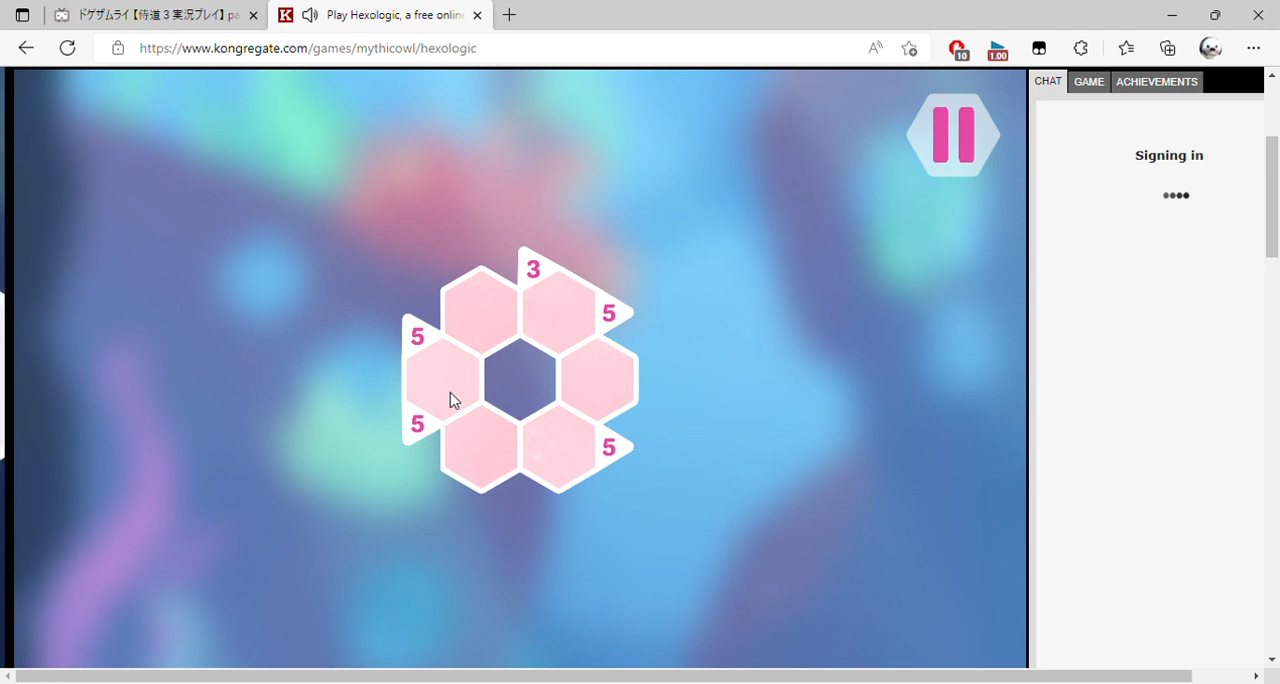 ドゲザムライ【侍道３実況プレイ】pa
Play Hexologic, a free online
https://www.kongregate.com/games/mythicowl/hexologic
10
1.00
CHAT
GAME
ACHIEVEMENTS
Signing in
3
5
5
5
5